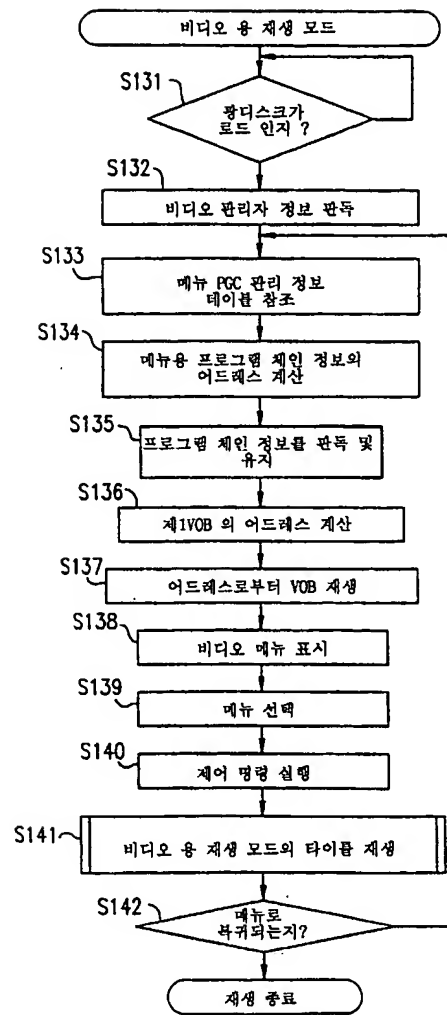 비디오 용 재생 모드
S131
광디스크가
로드 인지 ?
S132
비디오 관리자 정보 판독
S133
메뉴 PGC 관리 정보
테이블 참조
S134
메뉴용 프로그램 체인 정보의
어드레스 계산
S135
프로그램 체인 정보를 판독 및
유지
S136
제1VOB 의 어드레스 계산
S137
어드레스로부터 VOB 재생
S138
비디오 메뉴 표시
S139
메뉴 선택
S140
제어 명령 실행
S141
비디오 용 재생 모드의 타이틀 재생
S142
메뉴로
복귀되는지?
재생 종료